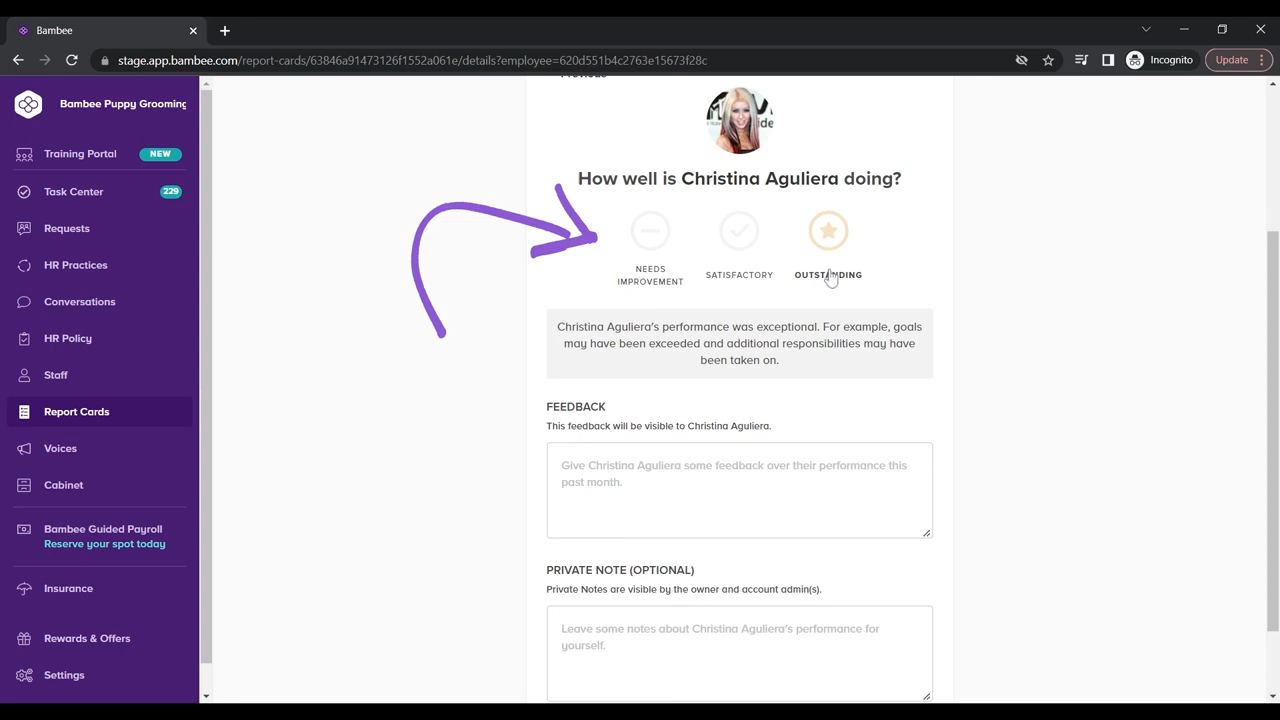 Bambee
stage.app.bambee.com/report-cards/63846a91473126f1552a061e/details?employee=620d551b4c2763e15673f28c
Incognito
Update
Bambee Puppy Grooming
Training Portal
NEW
Task Center
229
Requests
HR Practices
Conversations
HR Policy
Staff
Report Cards
Voices
Cabinet
Bambee Guided Payroll
Reserve your spot today
Insurance
Rewards & Offers
Settings
How well is Christina Aguliera doing?
NEEDS
IMPROVEMENT
SATISFACTORY
OUTSTANDING
Christina Aguliera's performance was exceptional. For example, goals
may have been exceeded and additional responsibilities may have
been taken on.
FEEDBACK
This feedback will be visible to Christina Aguliera.
Give Christina Aguliera some feedback over their performance this
past month.
PRIVATE NOTE (OPTIONAL)
Private Notes are visible by the owner and account admin(s).
Leave some notes about Christina Aguliera's performance for
yourself.